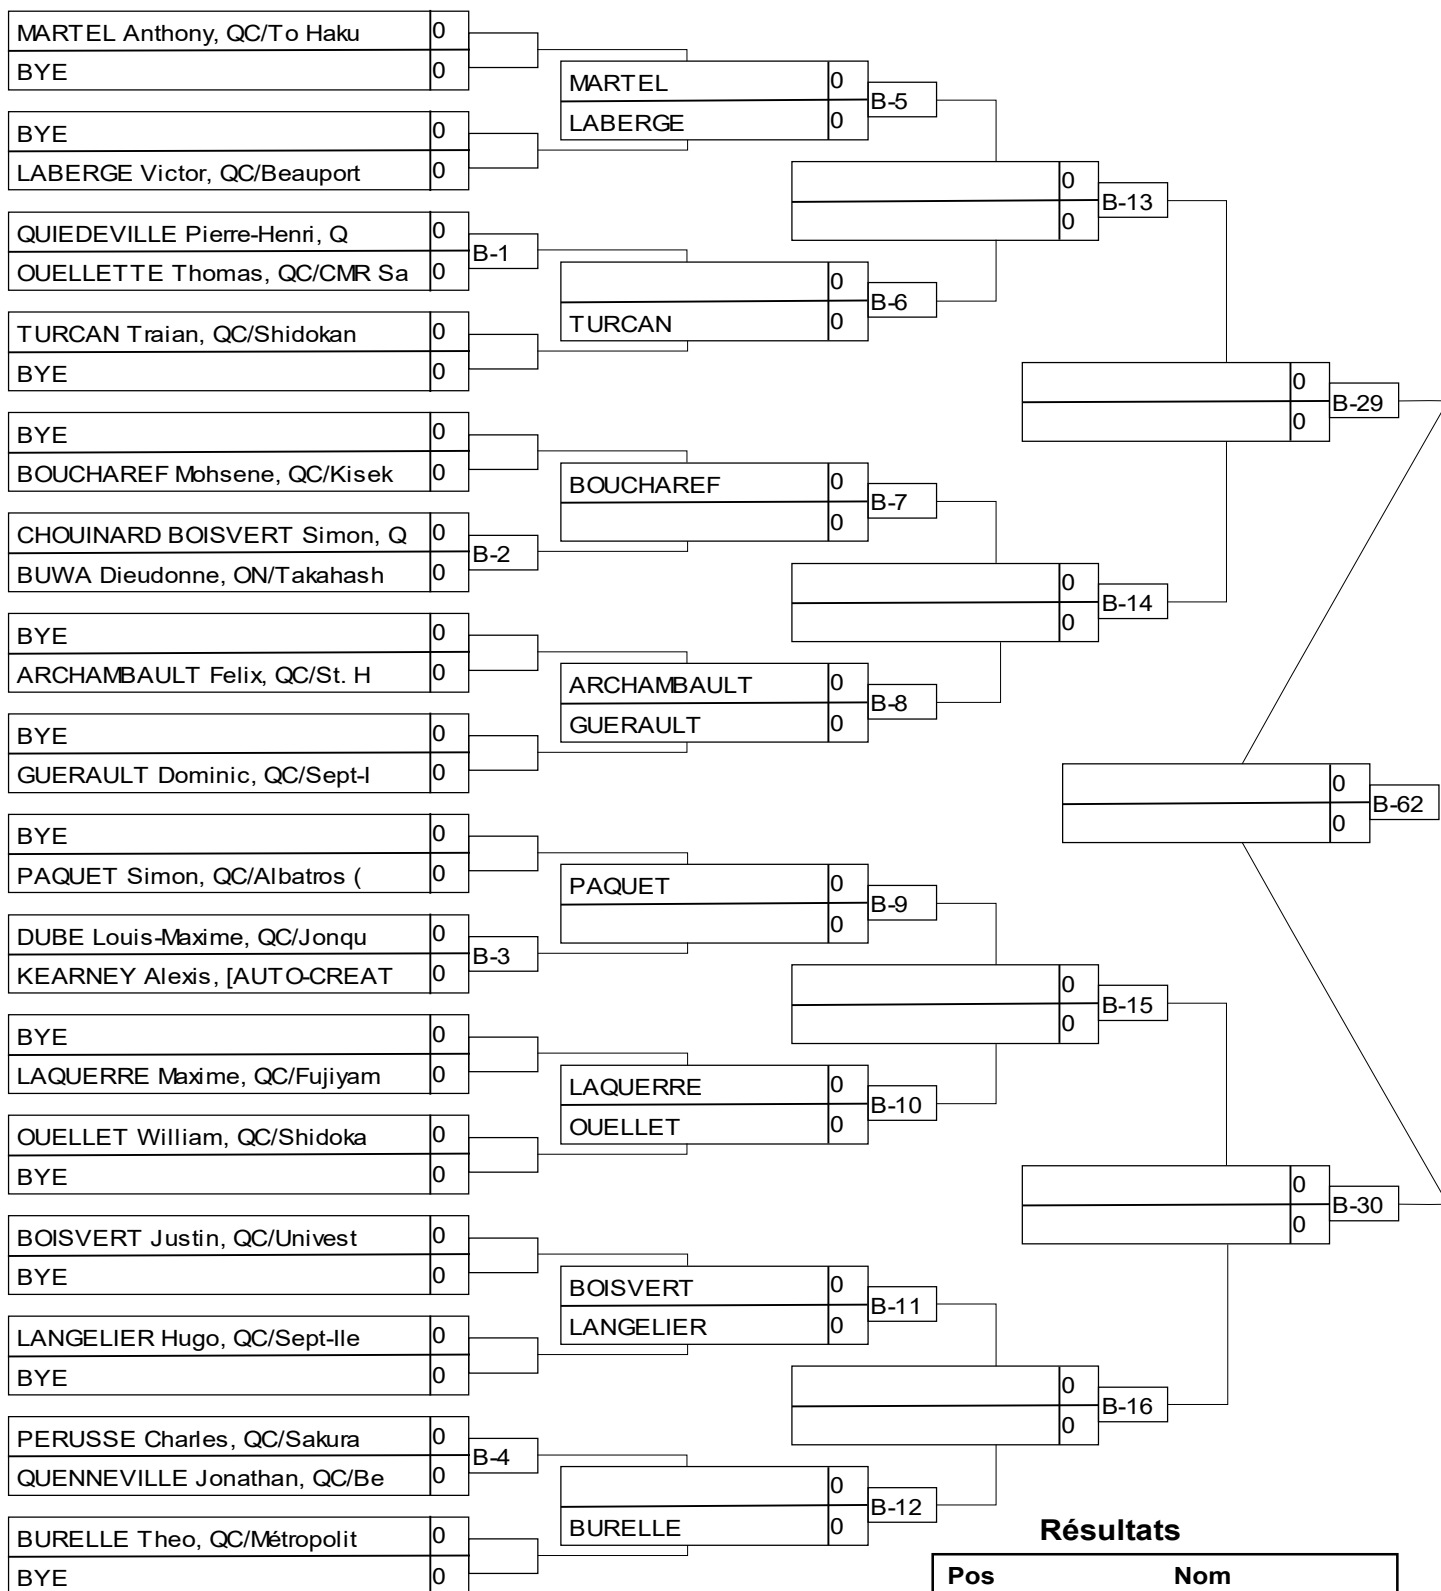 MARTEL Anthony, QC/To Haku 0
BYE 0
BYE 0
LABERGE Victor, QC/Beauport 0
QUIEDEVILLE Pierre-Henri, Q 0
OUELLETTE Thomas, QC/CMR Sa 0
B-1
TURCAN Traian, QC/Shidokan 0
BYE 0
BYE 0
BOUCHAREF Mohsene, QC/Kisek 0
CHOUINARD BOISVERT Simon, Q 0
BUWA Dieudonne, ON/Takahash 0
B-2
BYE 0
ARCHAMBAULT Felix, QC/St. H 0
BYE 0
GUERAULT Dominic, QC/Sept-I 0
BYE 0
PAQUET Simon, QC/Albatros ( 0
DUBE Louis-Maxime, QC/Jonqu 0
KEARNEY Alexis, [AUTO-CREAT 0
B-3
BYE 0
LAQUERRE Maxime, QC/Fujiyam 0
OUELLET William, QC/Shidoka 0
BYE 0
BOISVERT Justin, QC/Univest 0
BYE 0
LANGELIER Hugo, QC/Sept-Ile 0
BYE 0
PERUSSE Charles, QC/Sakura 0
QUENNEVILLE Jonathan, QC/Be 0
B-4
BURELLE Theo, QC/Métropolit 0
BYE 0
MARTEL 0
LABERGE 0
B-5
0
TURCAN 0
B-6
BOUCHAREF 0
0
B-7
ARCHAMBAULT 0
GUERAULT 0
B-8
PAQUET 0
0
B-9
LAQUERRE 0
OUELLET 0
B-10
BOISVERT 0
LANGELIER 0
B-11
0
BURELLE 0
B-12
0
0
B-13
0
0
B-14
0
0
B-15
0
0
B-16
0
0
B-29
0
0
B-30
0
0
B-62
Résultats
Pos Nom